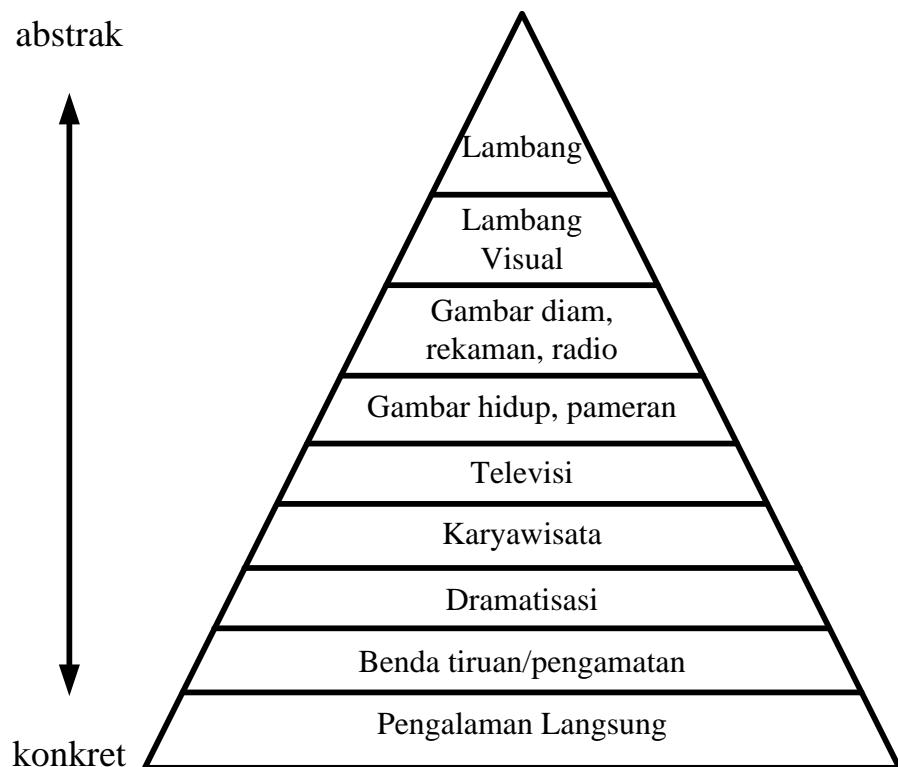 abstrak
Lambang
Lambang
Visual
Gambar diam,
rekaman, radio
Gambar hidup, pameran
Televisi
Karyawisata
Dramatisasi
Benda tiruan/pengamatan
Pengalaman Langsung
konkret